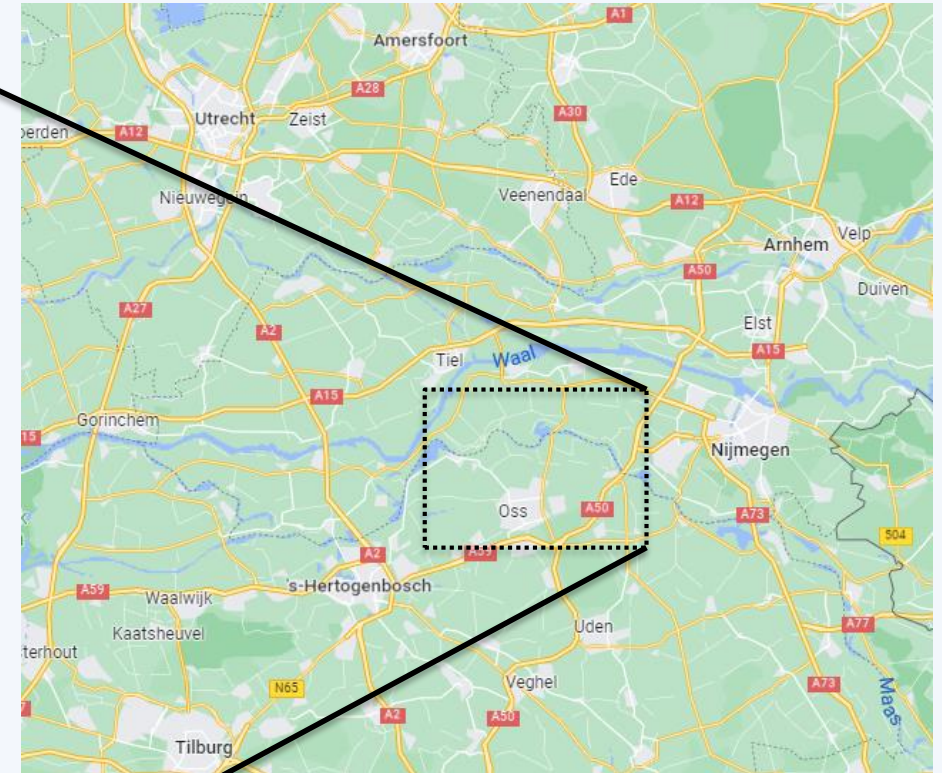 A1
Amersfoort
A28
A30
Utrecht
Zeist
erden
A12
Ede
Veenendaal
Nieuwegein
A12
Velp
Arnhem
A50
Duiven
A27
Elst
A2
A15
Waal
Tiel
A15
Gorinchem
15
Nijmegen
Oss
A50
A73
504
A2
A59
's-Hertogenbosch
A59
Waalwijk
A77
Kaatsheuvel
Uden
terhout
N65
Veghel
A73
Maas
A2
A50
Tilburg